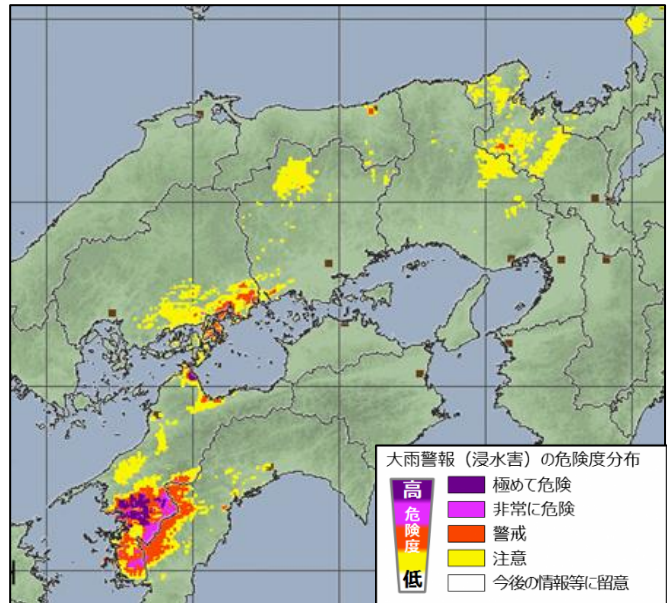 大雨警報（浸水害）の危険度分布
高
危険度
低
極めて危険
非常に危険
警戒
注意
今後の情報等に留意